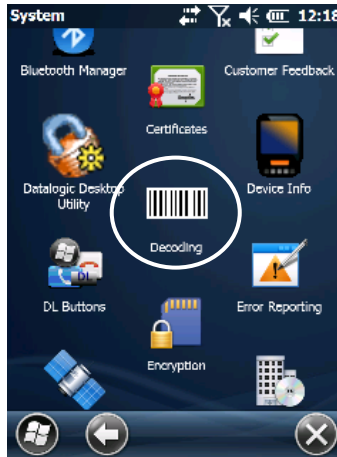 System 12:18
Bluetooth Manager
Customer Feedback
Certificates
Datalogic Desktop
Utility
Device Info
Decoding
DL Buttons
DL
Error Reporting
Encryption